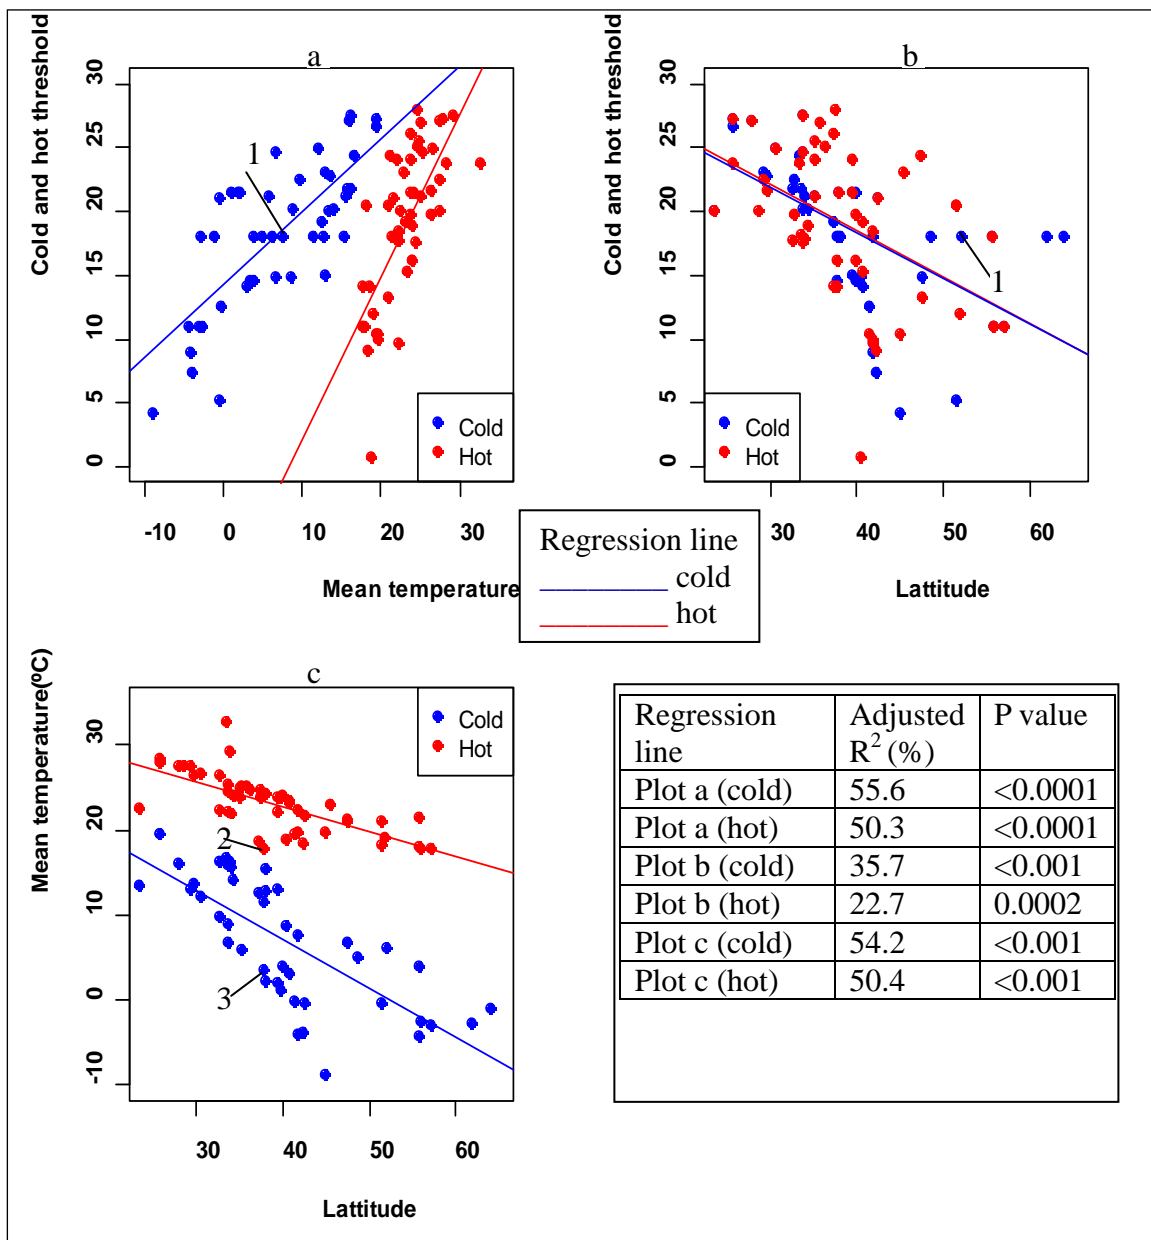 a
Cold and hot threshold
30
25
20
15
10
5
0
1
Cold
Hot
-10 0 10 20 30
Mean temperature
b
Cold and hot threshold
30
25
20
15
10
5
0
1
Cold
Hot
30 40 50 60
Lattitude
Regression line
cold
hot
c
Mean temperature(ºC)
30
20
10
0
-10
2
3
Cold
Hot
30 40 50 60
Lattitude
Regression line Adjusted R² (%) P value
Plot a (cold) 55.6 <0.0001
Plot a (hot) 50.3 <0.0001
Plot b (cold) 35.7 <0.001
Plot b (hot) 22.7 0.0002
Plot c (cold) 54.2 <0.001
Plot c (hot) 50.4 <0.001